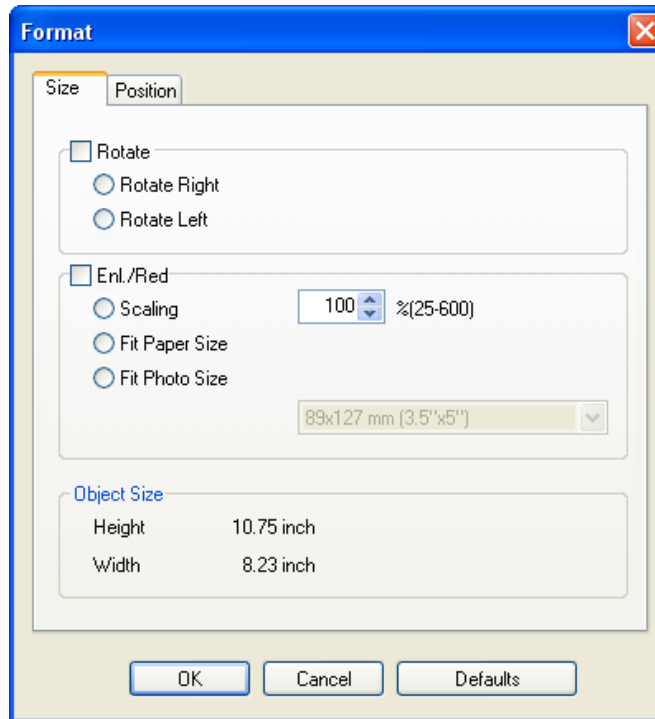 Format
Size Position
Rotate
Rotate Right
Rotate Left
Enl./Red
Scaling 100 %(25-600)
Fit Paper Size
Fit Photo Size
89x127 mm (3.5"x5")
Object Size
Height 10.75 inch
Width 8.23 inch
OK Cancel Defaults